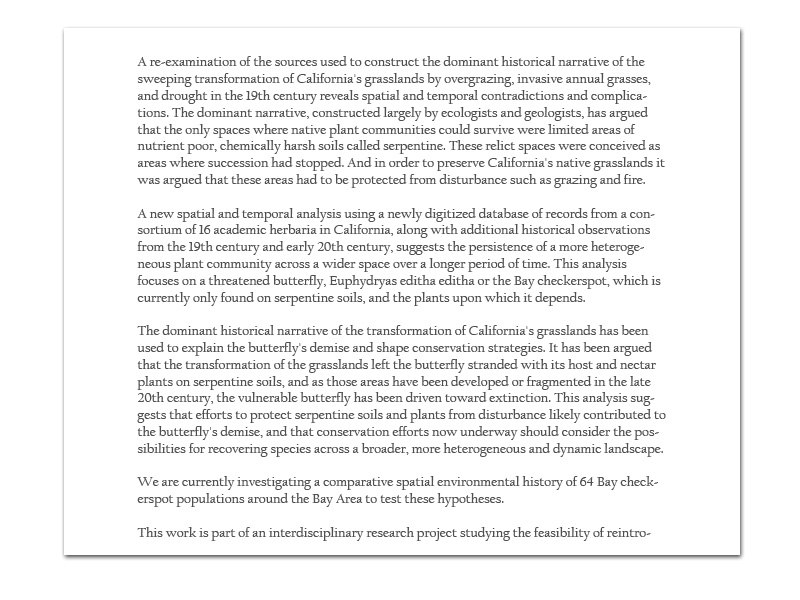 A re-examination of the sources used to construct the dominant historical narrative of the
sweeping transformation of California's grasslands by overgrazing, invasive annual grasses,
and drought in the 19th century reveals spatial and temporal contradictions and complica-
tions. The dominant narrative, constructed largely by ecologists and geologists, has argued
that the only spaces where native plant communities could survive were limited areas of
nutrient poor, chemically harsh soils called serpentine. These relict spaces were conceived as
areas where succession had stopped. And in order to preserve California's native grasslands it
was argued that these areas had to be protected from disturbance such as grazing and fire.
A new spatial and temporal analysis using a newly digitized database of records from a con-
sortium of 16 academic herbaria in California, along with additional historical observations
from the 19th century and early 20th century, suggests the persistence of a more heteroge-
neous plant community across a wider space over a longer period of time. This analysis
focuses on a threatened butterfly, Euphydryas editha editha or the Bay checkerspot, which is
currently only found on serpentine soils, and the plants upon which it depends.
The dominant historical narrative of the transformation of California's grasslands has been
used to explain the butterfly's demise and shape conservation strategies. It has been argued
that the transformation of the grasslands left the butterfly stranded with its host and nectar
plants on serpentine soils, and as those areas have been developed or fragmented in the late
20th century, the vulnerable butterfly has been driven toward extinction. This analysis sug-
gests that efforts to protect serpentine soils and plants from disturbance likely contributed to
the butterfly's demise, and that conservation efforts now underway should consider the pos-
sibilities for recovering species across a broader, more heterogeneous and dynamic landscape.
We are currently investigating a comparative spatial environmental history of 64 Bay check-
erspot populations around the Bay Area to test these hypotheses.
This work is part of an interdisciplinary research project studying the feasibility of reintro-